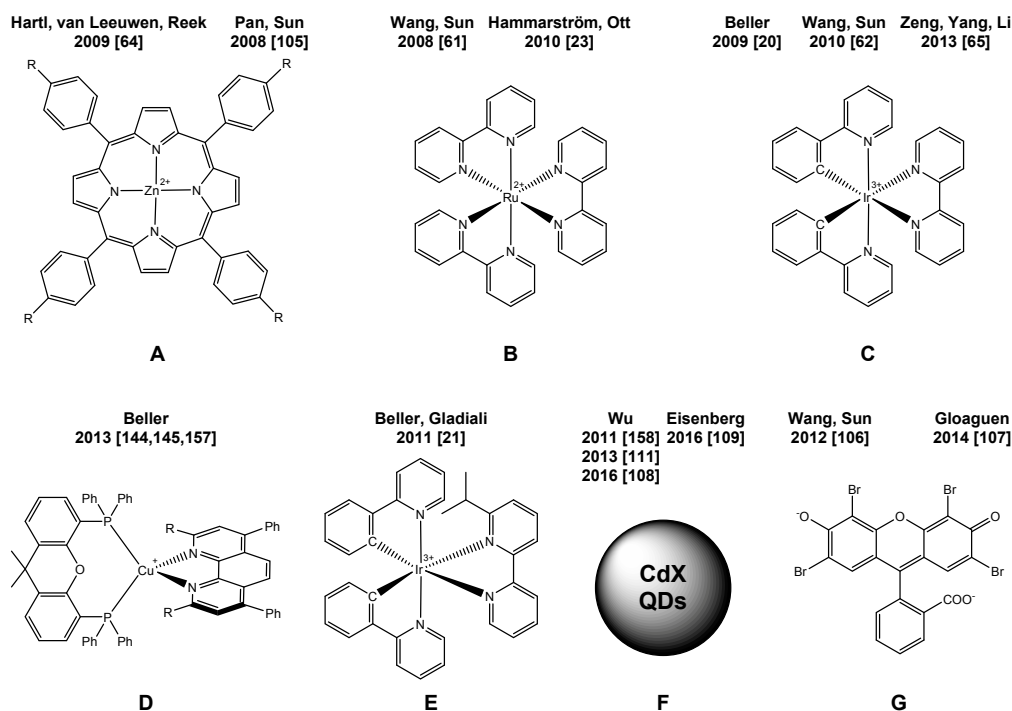 Hartl, van Leeuwen, Reek
2009 [64]
Pan, Sun
2008 [105]
R
R
N
N
Zn
2+
N
N
R
R
A
Wang, Sun
2008 [61]
Hammarström, Ott
2010 [23]
N
N
N
Ru
2+
N
N
N
B
Beller
2009 [20]
Wang, Sun
2010 [62]
Zeng, Yang, Li
2013 [65]
N
C
N
Ir
3+
C
N
N
C
Beller
2013 [144,145,157]
Ph
Ph
P
R
Ph
N
O
Cu
+
N
P
R
Ph
Ph
Ph
D
Beller, Gladiali
2011 [21]
N
C
N
Ir
3+
C
N
N
E
Wu
2011 [158]
2013 [111]
2016 [108]
Eisenberg
2016 [109]
CdX
QDs
F
Wang, Sun
2012 [106]
Gloaguen
2014 [107]
Br
Br
-O
O
O
Br
Br
COO-
G